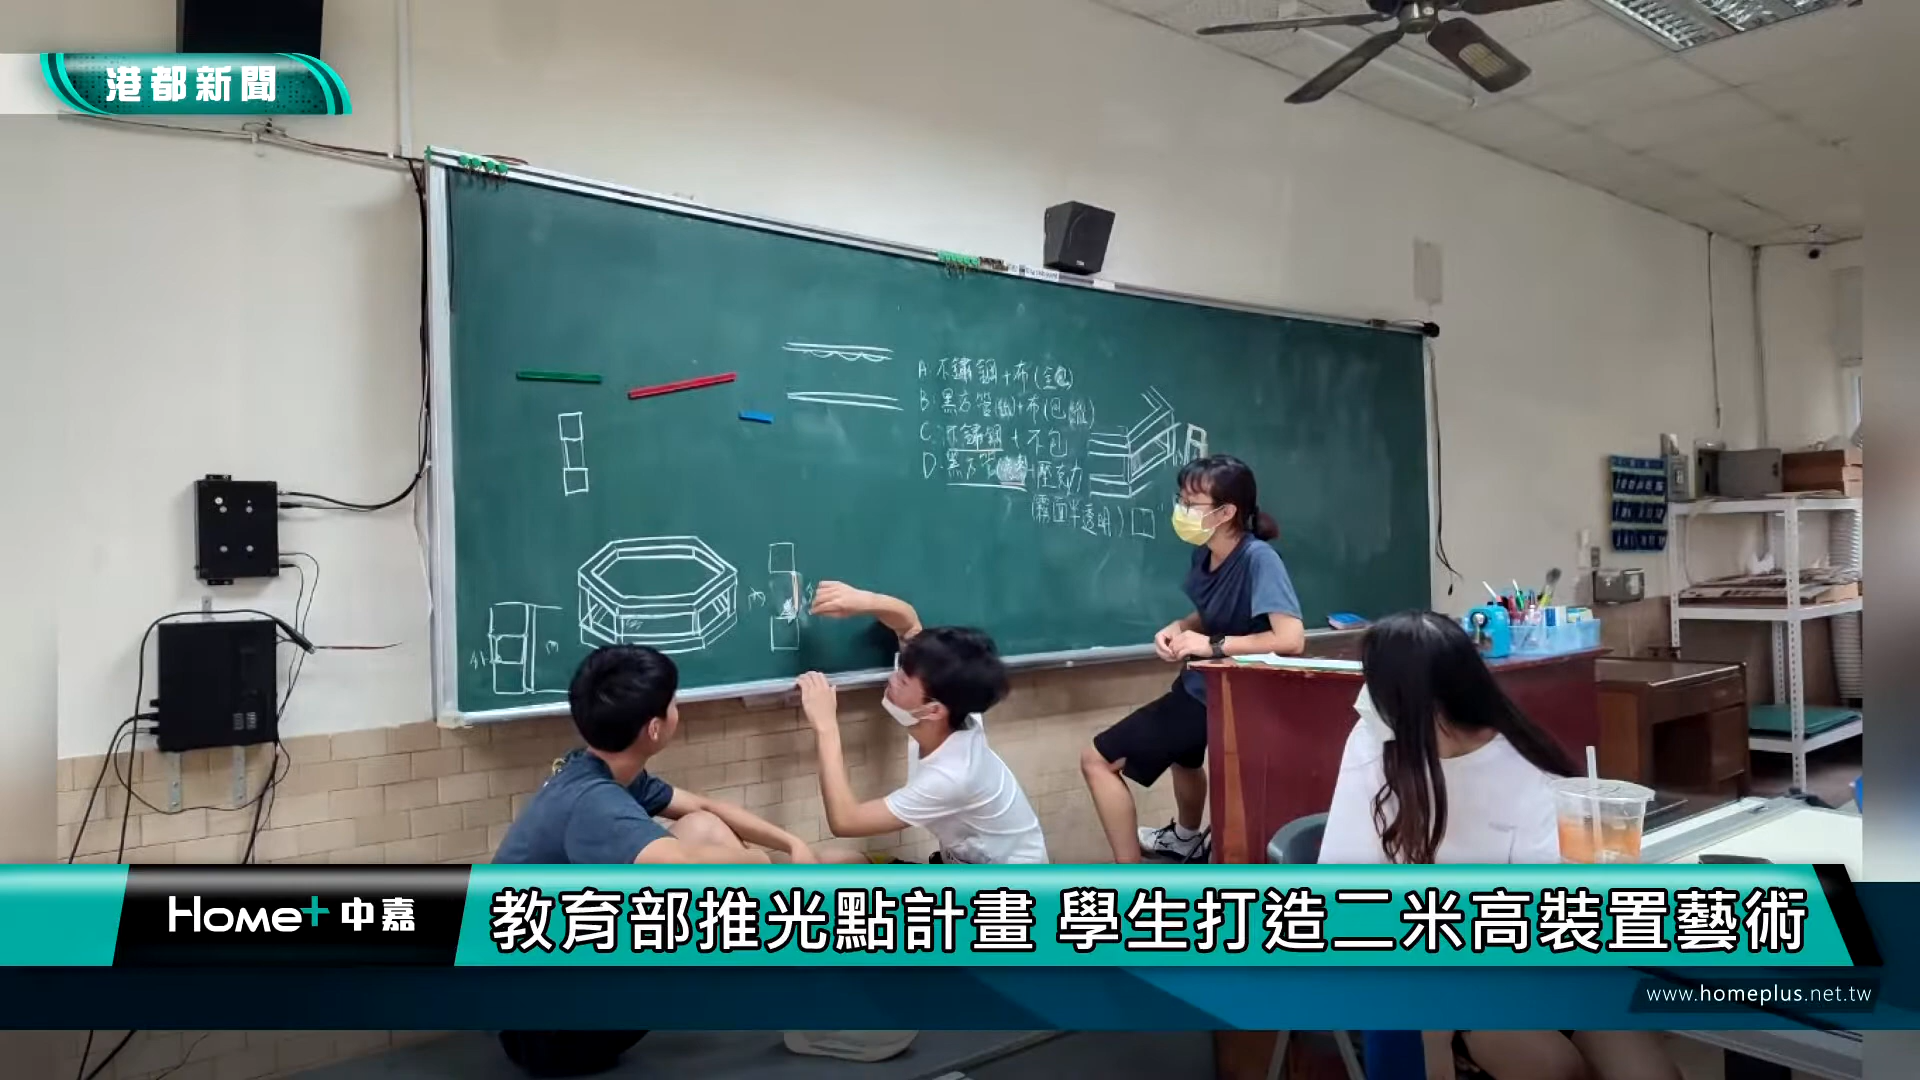 港都新聞
A. 不鏽鋼+布(全包)
B. 黑方管
+布(包
C. 不鏽鋼 + 不包
D. 黑方管
+壓克力
(霧面半透明)
內
外
Home+ 中嘉
教育部推光點計畫 學生打造二米高裝置藝術
www.homeplus.net.tw